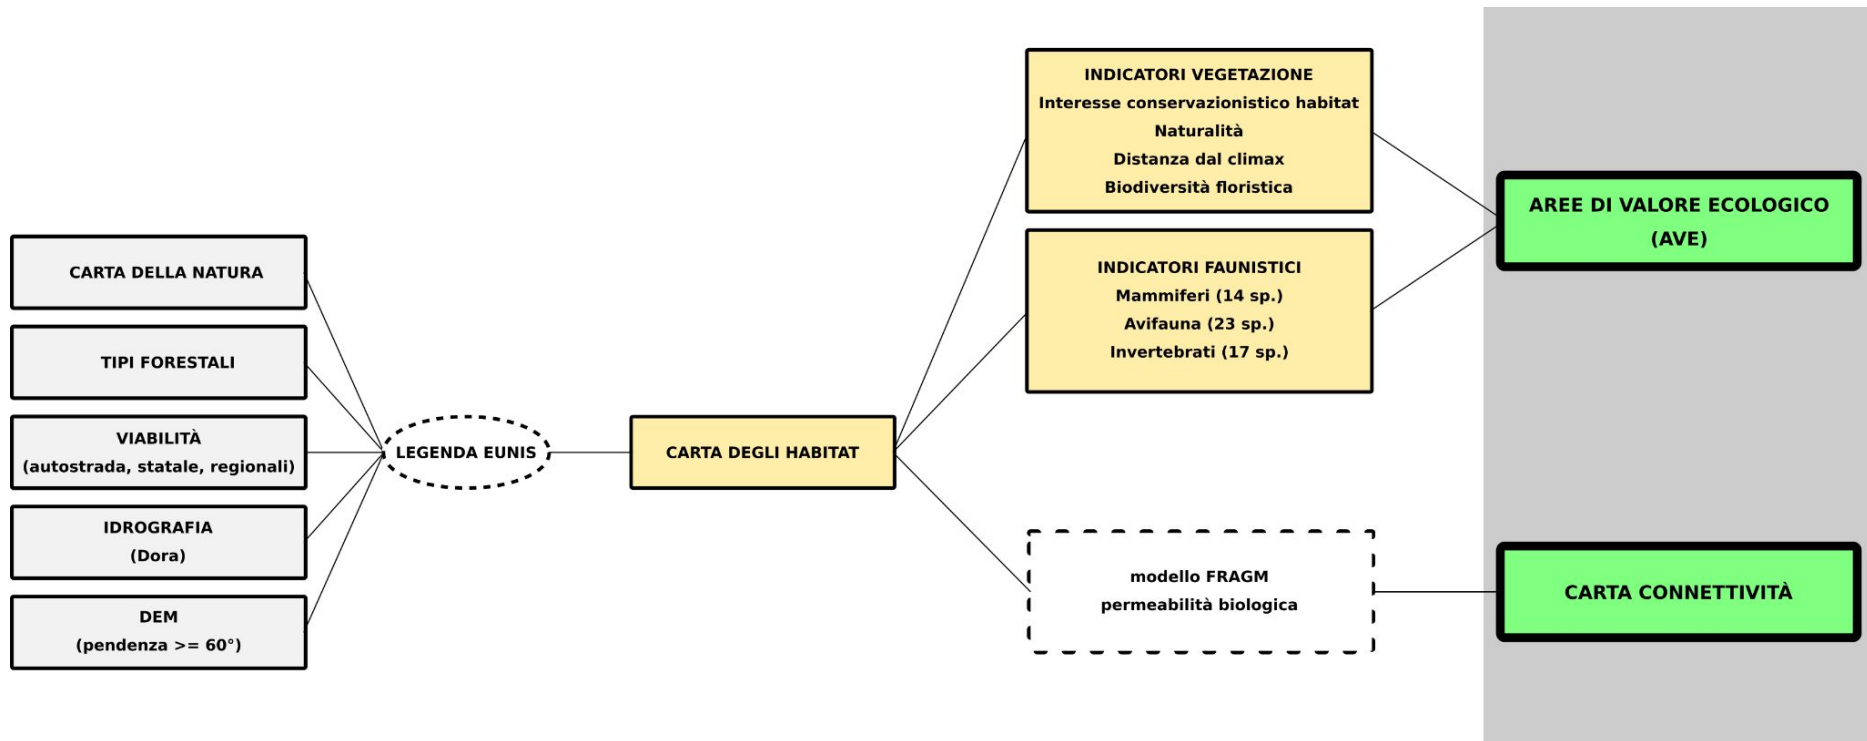 CARTA DELLA NATURA
TIPI FORESTALI
VIABILITÀ
(autostrada, statale, regionali)
IDROGRAFIA
(Dora)
DEM
(pendenza >= 60°)
LEGENDA EUNIS
CARTA DEGLI HABITAT
INDICATORI VEGETAZIONE
Interesse conservazionistico habitat
Naturalità
Distanza dal climax
Biodiversità floristica
INDICATORI FAUNISTICI
Mammiferi (14 sp.)
Avifauna (23 sp.)
Invertebrati (17 sp.)
modello FRAGM
permeabilità biologica
AREE DI VALORE ECOLOGICO
(AVE)
CARTA CONNETTIVITÀ